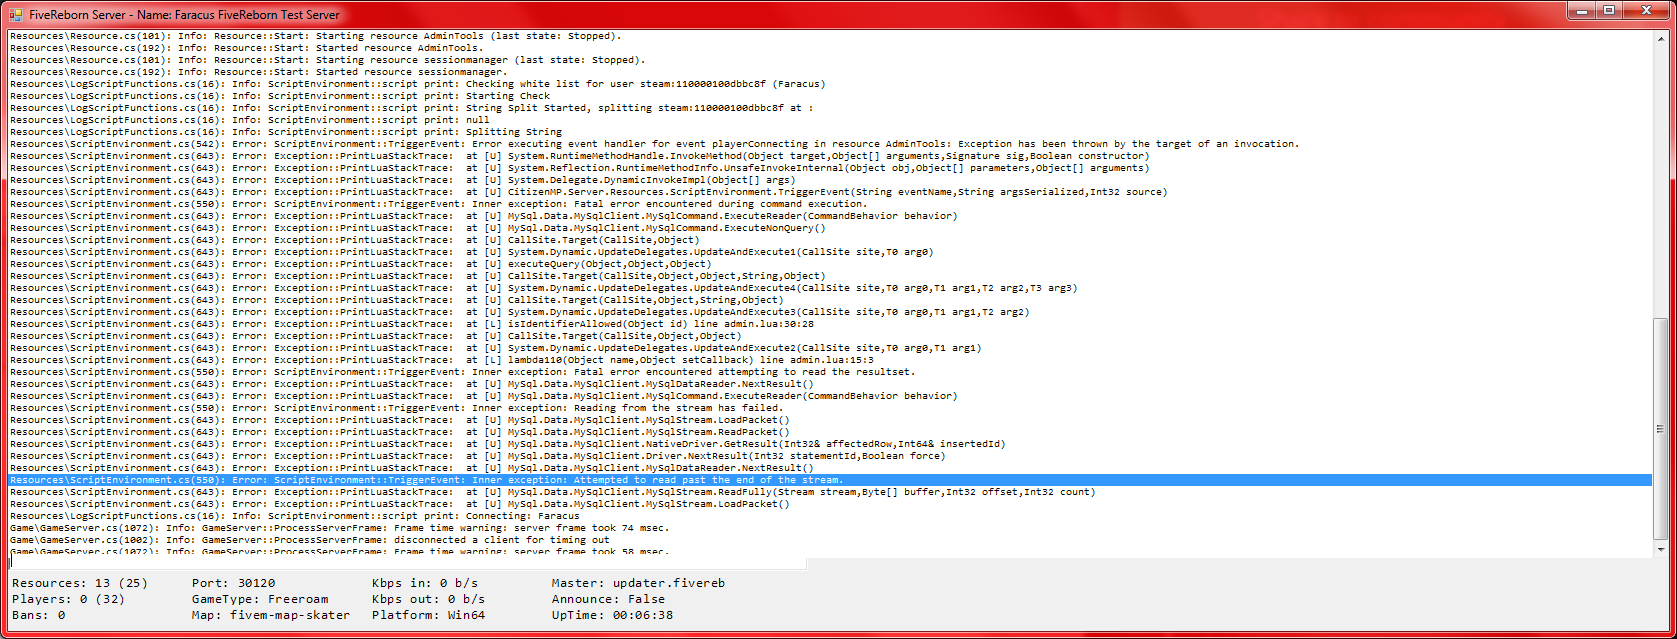 FiveReborn Server - Name: Faracus FiveReborn Test Server
Resources\Resource.cs(101): Info: Resource::Start: Starting resource AdminTools (last state: Stopped).
Resources\Resource.cs(192): Info: Resource::Start: Started resource AdminTools.
Resources\Resource.cs(101): Info: Resource::Start: Starting resource sessionmanager (last state: Stopped).
Resources\Resource.cs(192): Info: Resource::Start: Started resource sessionmanager.
Resources\LogScriptFunctions.cs(16): Info: ScriptEnvironment::script print: Checking white list for user steam:110000100dbbc8f (Faracus)
Resources\LogScriptFunctions.cs(16): Info: ScriptEnvironment::script print: Starting Check
Resources\LogScriptFunctions.cs(16): Info: ScriptEnvironment::script print: String Split Started, splitting steam:110000100dbbc8f at :
Resources\LogScriptFunctions.cs(16): Info: ScriptEnvironment::script print: null
Resources\LogScriptFunctions.cs(16): Info: ScriptEnvironment::script print: Splitting String
Resources\ScriptEnvironment.cs(542): Error: ScriptEnvironment::TriggerEvent: Error executing event handler for event playerConnecting in resource AdminTools: Exception has been thrown by the target of an invocation.
Resources\ScriptEnvironment.cs(643): Error: Exception::PrintLuaStackTrace:  at [U] System.RuntimeMethodHandle.InvokeMethod(Object target,Object[] arguments,Signature sig,Boolean constructor)
Resources\ScriptEnvironment.cs(643): Error: Exception::PrintLuaStackTrace:  at [U] System.Reflection.RuntimeMethodInfo.UnsafeInvokeInternal(Object obj,Object[] parameters,Object[] arguments)
Resources\ScriptEnvironment.cs(643): Error: Exception::PrintLuaStackTrace:  at [U] System.Delegate.DynamicInvokeImpl(Object[] args)
Resources\ScriptEnvironment.cs(643): Error: Exception::PrintLuaStackTrace:  at [U] CitizenMP.Server.Resources.ScriptEnvironment.TriggerEvent(String eventName,String argsSerialized,Int32 source)
Resources\ScriptEnvironment.cs(550): Error: ScriptEnvironment::TriggerEvent: Inner exception: Fatal error encountered during command execution.
Resources\ScriptEnvironment.cs(643): Error: Exception::PrintLuaStackTrace:  at [U] MySql.Data.MySqlClient.MySqlCommand.ExecuteReader(CommandBehavior behavior)
Resources\ScriptEnvironment.cs(643): Error: Exception::PrintLuaStackTrace:  at [U] MySql.Data.MySqlClient.MySqlCommand.ExecuteNonQuery()
Resources\ScriptEnvironment.cs(643): Error: Exception::PrintLuaStackTrace:  at [U] CallSite.Target(CallSite,Object)
Resources\ScriptEnvironment.cs(643): Error: Exception::PrintLuaStackTrace:  at [U] System.Dynamic.UpdateDelegates.UpdateAndExecute1(CallSite site,T0 arg0)
Resources\ScriptEnvironment.cs(643): Error: Exception::PrintLuaStackTrace:  at [U] executeQuery(Object,Object,Object)
Resources\ScriptEnvironment.cs(643): Error: Exception::PrintLuaStackTrace:  at [U] CallSite.Target(CallSite,Object,Object,String,Object)
Resources\ScriptEnvironment.cs(643): Error: Exception::PrintLuaStackTrace:  at [U] System.Dynamic.UpdateDelegates.UpdateAndExecute4(CallSite site,T0 arg0,T1 arg1,T2 arg2,T3 arg3)
Resources\ScriptEnvironment.cs(643): Error: Exception::PrintLuaStackTrace:  at [U] CallSite.Target(CallSite,Object,String,Object)
Resources\ScriptEnvironment.cs(643): Error: Exception::PrintLuaStackTrace:  at [U] System.Dynamic.UpdateDelegates.UpdateAndExecute3(CallSite site,T0 arg0,T1 arg1,T2 arg2)
Resources\ScriptEnvironment.cs(643): Error: Exception::PrintLuaStackTrace:  at [L] isIdentifierAllowed(Object id) line admin.lua:30:28
Resources\ScriptEnvironment.cs(643): Error: Exception::PrintLuaStackTrace:  at [U] CallSite.Target(CallSite,Object,Object)
Resources\ScriptEnvironment.cs(643): Error: Exception::PrintLuaStackTrace:  at [U] System.Dynamic.UpdateDelegates.UpdateAndExecute2(CallSite site,T0 arg0,T1 arg1)
Resources\ScriptEnvironment.cs(643): Error: Exception::PrintLuaStackTrace:  at [L] lambda110(Object name,Object setCallback) line admin.lua:15:3
Resources\ScriptEnvironment.cs(550): Error: ScriptEnvironment::TriggerEvent: Inner exception: Fatal error encountered attempting to read the resultset.
Resources\ScriptEnvironment.cs(643): Error: Exception::PrintLuaStackTrace:  at [U] MySql.Data.MySqlClient.MySqlDataReader.NextResult()
Resources\ScriptEnvironment.cs(643): Error: Exception::PrintLuaStackTrace:  at [U] MySql.Data.MySqlClient.MySqlCommand.ExecuteReader(CommandBehavior behavior)
Resources\ScriptEnvironment.cs(550): Error: ScriptEnvironment::TriggerEvent: Inner exception: Reading from the stream has failed.
Resources\ScriptEnvironment.cs(643): Error: Exception::PrintLuaStackTrace:  at [U] MySql.Data.MySqlClient.MySqlStream.LoadPacket()
Resources\ScriptEnvironment.cs(643): Error: Exception::PrintLuaStackTrace:  at [U] MySql.Data.MySqlClient.MySqlStream.ReadPacket()
Resources\ScriptEnvironment.cs(643): Error: Exception::PrintLuaStackTrace:  at [U] MySql.Data.MySqlClient.NativeDriver.GetResult(Int32& affectedRow,Int64& insertedId)
Resources\ScriptEnvironment.cs(643): Error: Exception::PrintLuaStackTrace:  at [U] MySql.Data.MySqlClient.Driver.NextResult(Int32 statementId,Boolean force)
Resources\ScriptEnvironment.cs(643): Error: Exception::PrintLuaStackTrace:  at [U] MySql.Data.MySqlClient.MySqlDataReader.NextResult()
Resources\ScriptEnvironment.cs(550): Error: ScriptEnvironment::TriggerEvent: Inner exception: Attempted to read past the end of the stream.
Resources\ScriptEnvironment.cs(643): Error: Exception::PrintLuaStackTrace:  at [U] MySql.Data.MySqlClient.MySqlStream.ReadFully(Stream stream,Byte[] buffer,Int32 offset,Int32 count)
Resources\ScriptEnvironment.cs(643): Error: Exception::PrintLuaStackTrace:  at [U] MySql.Data.MySqlClient.MySqlStream.LoadPacket()
Resources\LogScriptFunctions.cs(16): Info: ScriptEnvironment::script print: Connecting: Faracus
Game\GameServer.cs(1072): Info: GameServer::ProcessServerFrame: Frame time warning: server frame took 74 msec.
Game\GameServer.cs(1002): Info: GameServer::ProcessServerFrame: disconnected a client for timing out
Game\GameServer.cs(1072): Info: GameServer::ProcessServerFrame: Frame time warning: server frame took 58 msec.
Resources: 13 (25) Port: 30120 Kbps in: 0 b/s Master: updater.fivereb
Players: 0 (32) GameType: Freeroam Kbps out: 0 b/s Announce: False
Bans: 0 Map: fivem-map-skater Platform: Win64 UpTime: 00:06:38